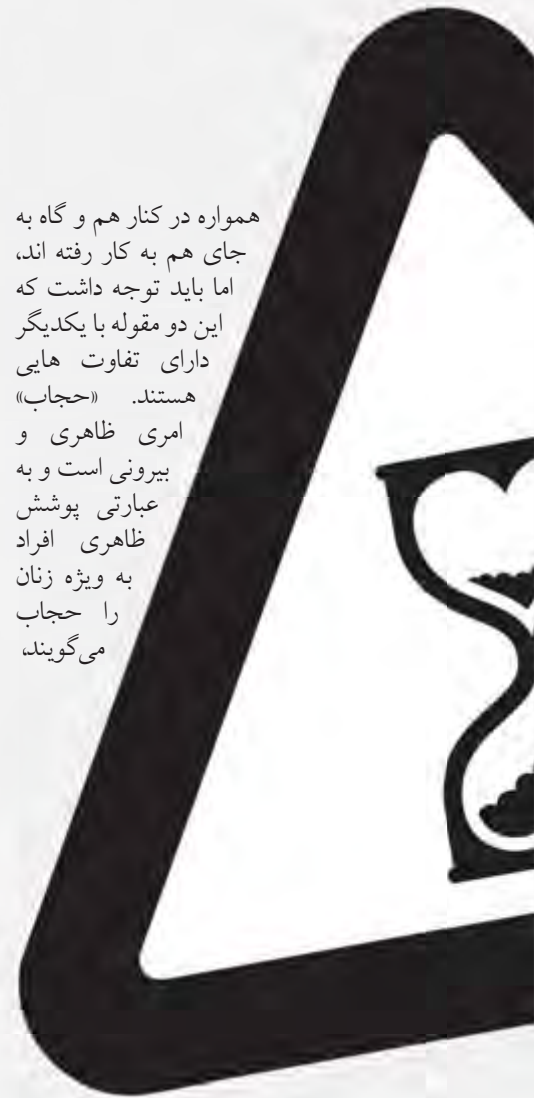 همواره در کنار هم و گاه به
جای هم به کار رفته اند،
اما باید توجه داشت که
این دو مقوله با یکدیگر
دارای تفاوت هایی
هستند. «حجاب»
امری ظاهری و
بیرونی است و به
عبارتی پوشش
ظاهری افراد
به ویژه زنان
را حجاب
می‌گویند،